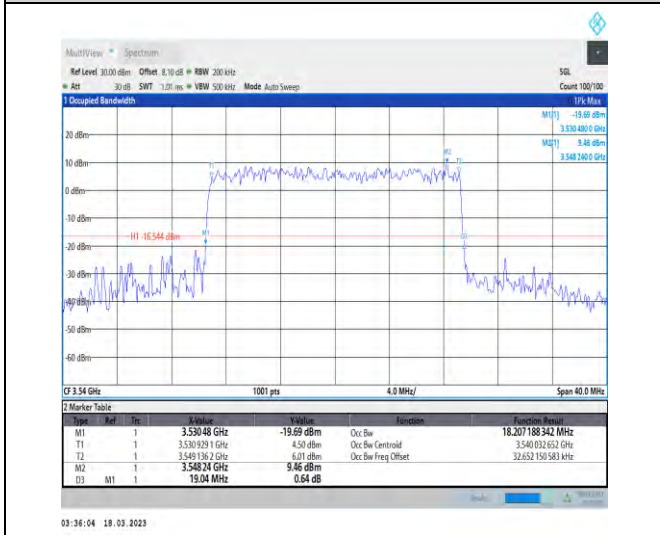 MultiView Spectrum
Ref Level 30.00 dBm Offset 8.10 dB RBW 200 kHz SGL
Att 30 dB SWT 1.01 ms VBW 500 kHz Mode Auto Sweep Count 100/100
1 Occupied Bandwidth 1Pk Max
M1[1] -19.69 dBm
3.530 480 0 GHz
M2[1] 9.46 dBm
3.548 240 0 GHz
20 dBm
M2
10 dBm
T1 T2
0 dBm
-10 dBm
H1 -16.544 dBm M1
D3
-20 dBm
-30 dBm
-40 dBm
-50 dBm
-60 dBm
CF 3.54 GHz 1001 pts 4.0 MHz/ Span 40.0 MHz
2 Marker Table
Type Ref Trc X-Value Y-Value Function Function Result
M1 1 3.530 48 GHz -19.69 dBm Occ Bw 18.207 188 342 MHz
T1 1 3.530 929 1 GHz 4.50 dBm Occ Bw Centroid 3.540 032 652 GHz
T2 1 3.549 136 2 GHz 6.01 dBm Occ Bw Freq Offset 32.652 150 583 kHz
M2 1 3.548 24 GHz 9.46 dBm
D3 M1 1 19.04 MHz 0.64 dB
03:36:04 18.03.2023